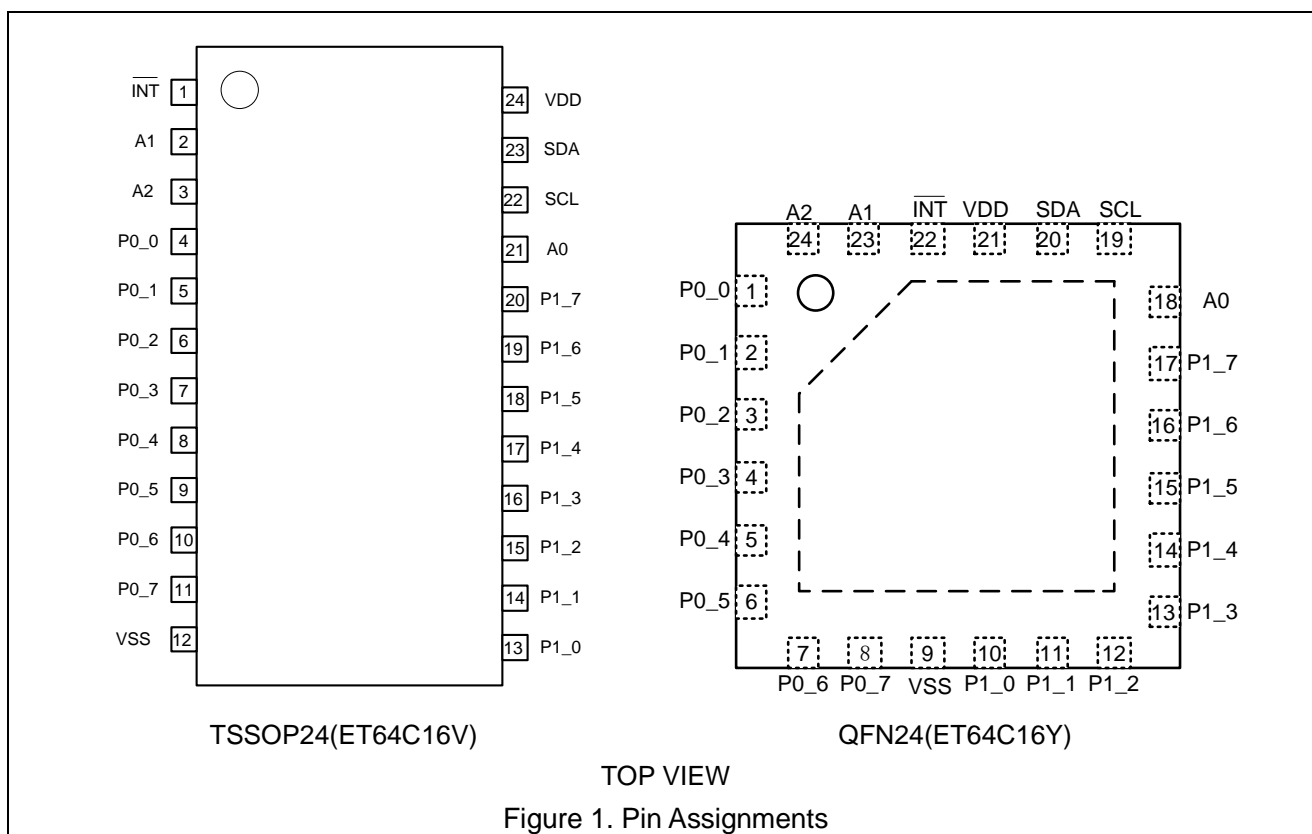 INT 1
A1 2
A2 3
P0_0 4
P0_1 5
P0_2 6
P0_3 7
P0_4 8
P0_5 9
P0_6 10
P0_7 11
VSS 12
24 VDD
23 SDA
22 SCL
21 A0
20 P1_7
19 P1_6
18 P1_5
17 P1_4
16 P1_3
15 P1_2
14 P1_1
13 P1_0
TSSOP24(ET64C16V)
A2 A1 INT VDD SDA SCL
24 23 22 21 20 19
P0_0 1
P0_1 2
P0_2 3
P0_3 4
P0_4 5
P0_5 6
18 A0
17 P1_7
16 P1_6
15 P1_5
14 P1_4
13 P1_3
7 8 9 10 11 12
P0_6 P0_7 VSS P1_0 P1_1 P1_2
QFN24(ET64C16Y)
TOP VIEW
Figure 1. Pin Assignments